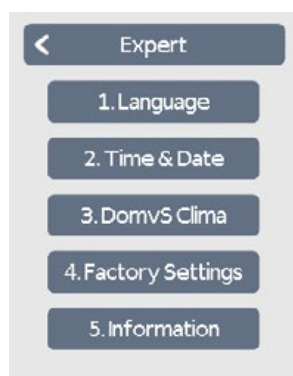 Expert
1. Language
2. Time & Date
3. DomvS Clima
4. Factory Settings
5. Information